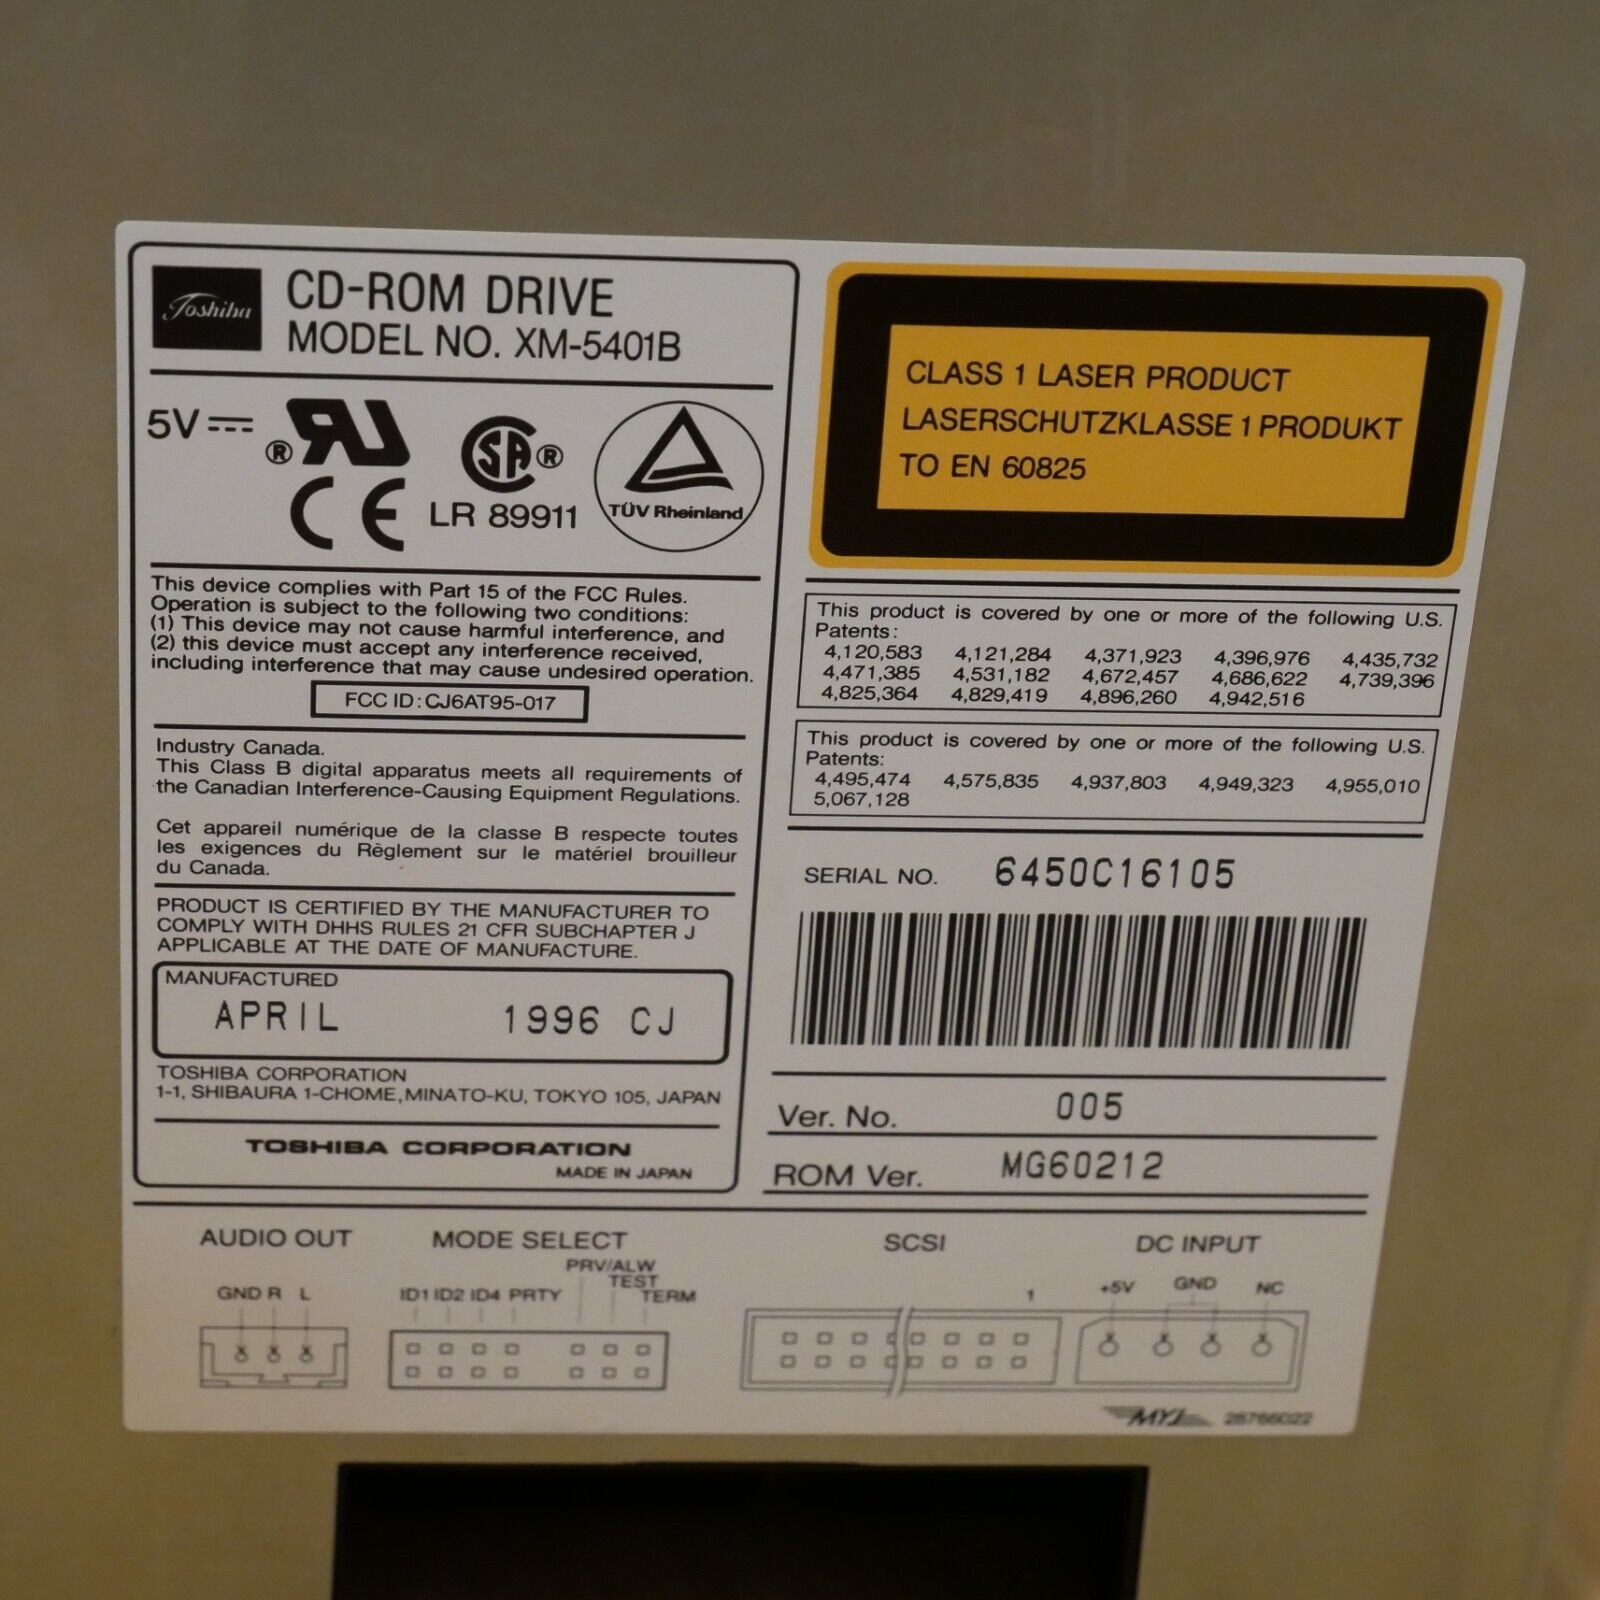 Toshiba
CD-ROM DRIVE
MODEL NO. XM-5401B
5V
® UR
SA ®
CE
LR 89911
TÜV Rheinland
This device complies with Part 15 of the FCC Rules.
Operation is subject to the following two conditions:
(1) This device may not cause harmful interference, and
(2) this device must accept any interference received,
including interference that may cause undesired operation.
FCC ID: CJ6AT95-017
Industry Canada.
This Class B digital apparatus meets all requirements of
the Canadian Interference-Causing Equipment Regulations.
Cet appareil numérique de la classe B respecte toutes
les exigences du Règlement sur le matériel brouilleur
du Canada.
PRODUCT IS CERTIFIED BY THE MANUFACTURER TO
COMPLY WITH DHHS RULES 21 CFR SUBCHAPTER J
APPLICABLE AT THE DATE OF MANUFACTURE.
MANUFACTURED
APRIL 1996 CJ
TOSHIBA CORPORATION
1-1, SHIBAURA 1-CHOME, MINATO-KU, TOKYO 105, JAPAN
TOSHIBA CORPORATION
MADE IN JAPAN
CLASS 1 LASER PRODUCT
LASERSCHUTZKLASSE 1 PRODUKT
TO EN 60825
This product is covered by one or more of the following U.S.
Patents:
4,120,583 4,121,284 4,371,923 4,396,976 4,435,732
4,471,385 4,531,182 4,672,457 4,686,622 4,739,396
4,825,364 4,829,419 4,896,260 4,942,516
This product is covered by one or more of the following U.S.
Patents:
4,495,474 4,575,835 4,937,803 4,949,323 4,955,010
5,067,128
SERIAL NO. 6450C16105
Ver. No. 005
ROM Ver. MG60212
AUDIO OUT
GND R L
MODE SELECT
PRV/ALW
TEST
ID1 ID2 ID4 PRTY TERM
SCSI
1
DC INPUT
+5V GND NC
MYJ 28766022